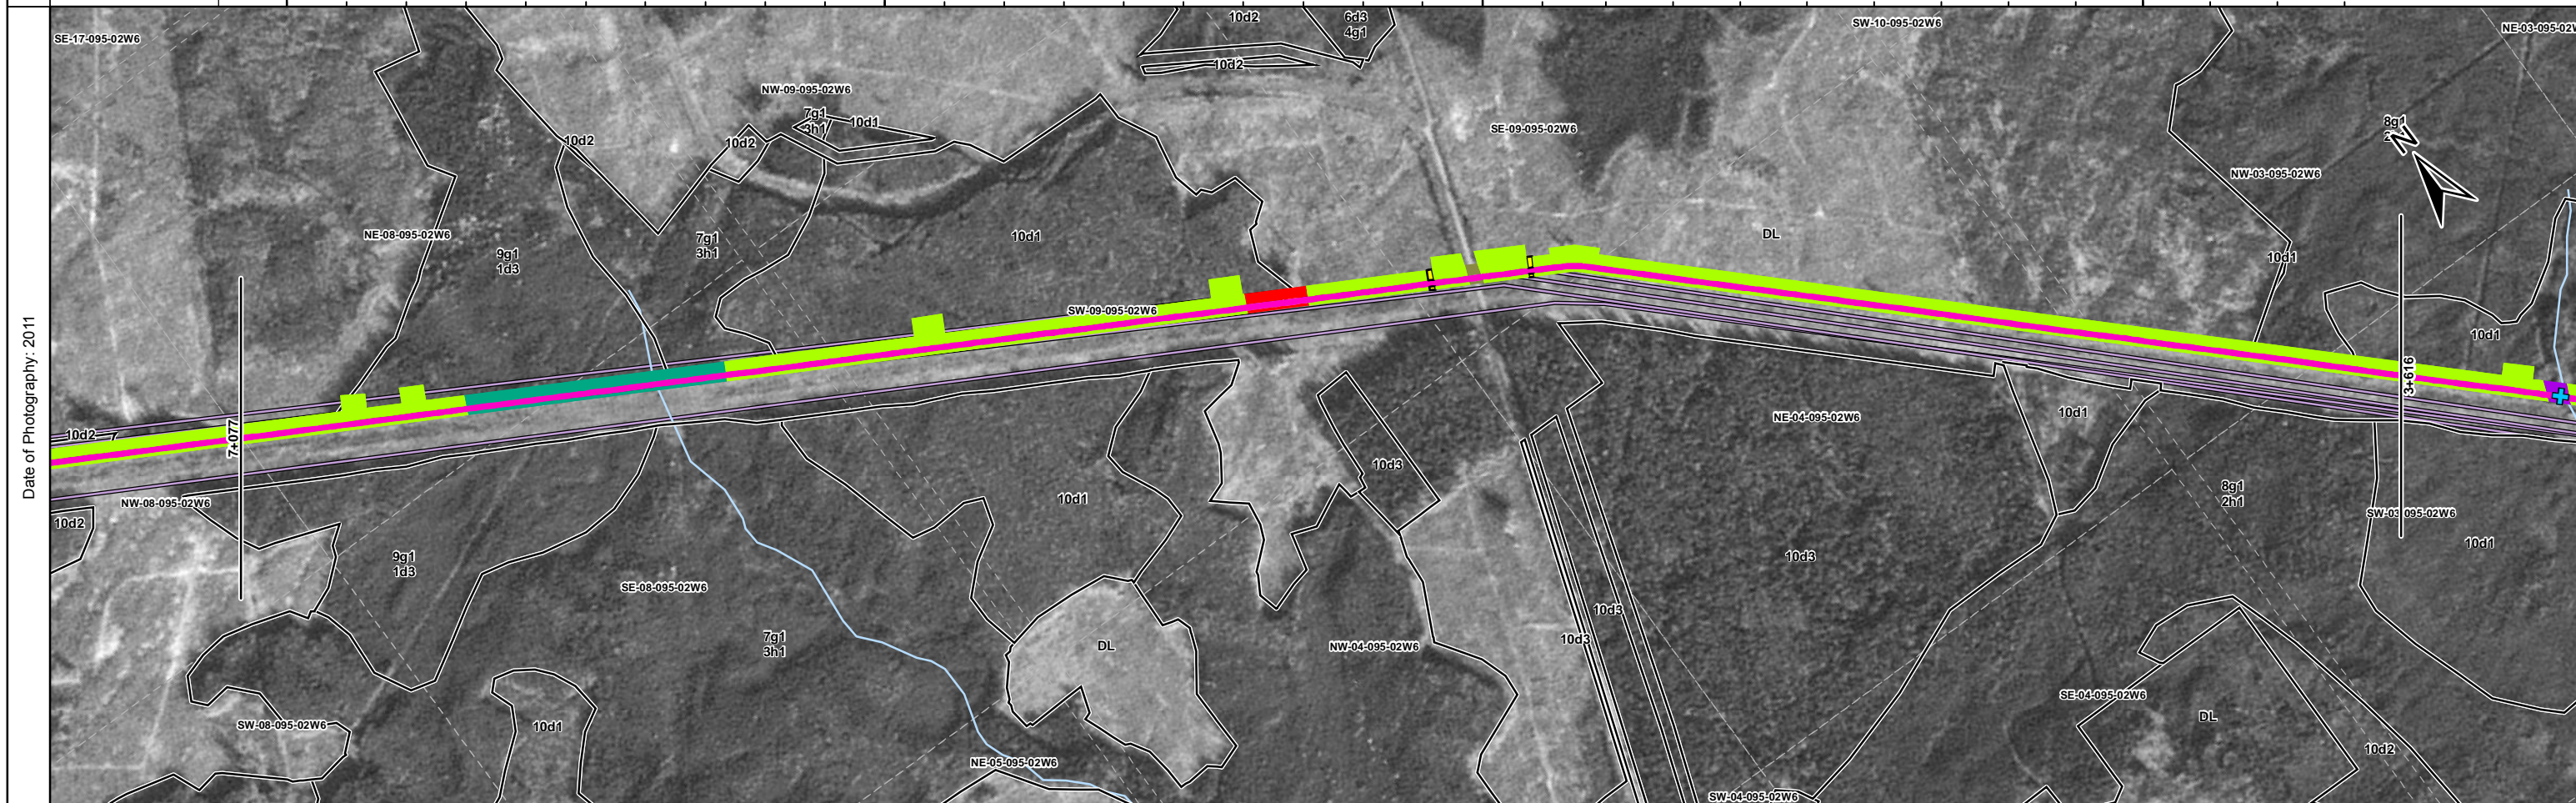 10d2
6d3
4g1
SW-10-095-02W6
NE-03-095-02W
SE-17-095-02W6
10d2
NW-09-095-02W6
7g1
3h1
10d1
8g1
N
SE-09-095-02W6
10d2
10d2
NW-03-095-02W6
NE-08-095-02W6
7g1
3h1
10d1
DL
9g1
1d3
10d1
SW-09-095-02W6
10d1
Date of Photography: 2011
3+616
10d1
NE-04-095-02W6
10d2
7
7+077
10d3
NW-08-095-02W6
10d1
8g1
2h1
SW-03-095-02W6
10d2
10d1
9g1
1d3
10d3
SE-08-095-02W6
10d3
7g1
3h1
10d3
DL
NW-04-095-02W6
SE-04-095-02W6
DL
SW-08-095-02W6
10d1
10d2
NE-05-095-02W6
SW-04-095-02W6